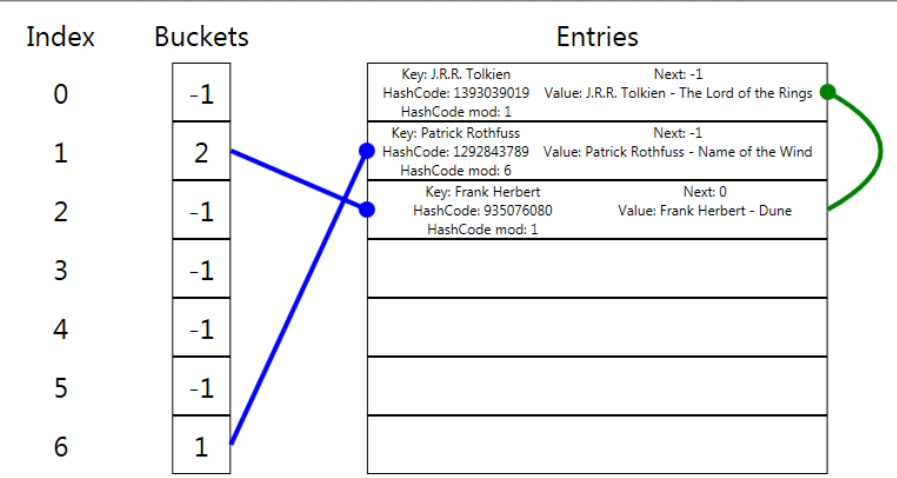 Index Buckets Entries
0 -1 Key: J.R.R. Tolkien Next: -1
HashCode: 1393039019 Value: J.R.R. Tolkien - The Lord of the Rings
HashCode mod: 1
1 2 Key: Patrick Rothfuss Next: -1
HashCode: 1292843789 Value: Patrick Rothfuss - Name of the Wind
HashCode mod: 6
2 -1 Key: Frank Herbert Next: 0
HashCode: 935076080 Value: Frank Herbert - Dune
HashCode mod: 1
3 -1
4 -1
5 -1
6 1